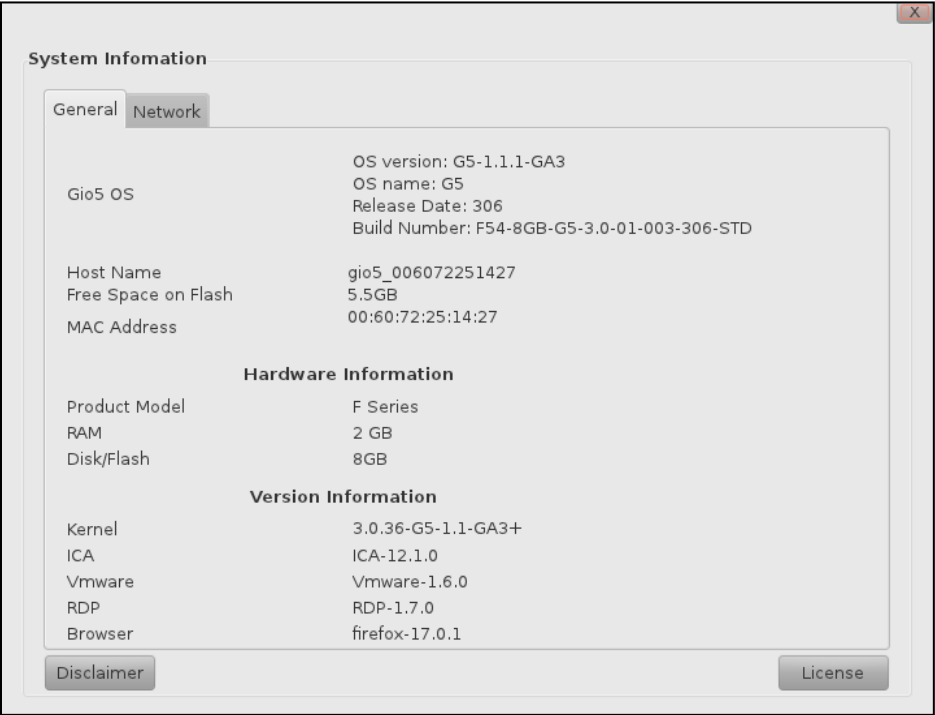 X
System Infomation
General Network
Gio5 OS
OS version: G5-1.1.1-GA3
OS name: G5
Release Date: 306
Build Number: F54-8GB-G5-3.0-01-003-306-STD
Host Name gio5_006072251427
Free Space on Flash 5.5GB
MAC Address 00:60:72:25:14:27
Hardware Information
Product Model F Series
RAM 2 GB
Disk/Flash 8GB
Version Information
Kernel 3.0.36-G5-1.1-GA3+
ICA ICA-12.1.0
Vmware Vmware-1.6.0
RDP RDP-1.7.0
Browser firefox-17.0.1
Disclaimer License